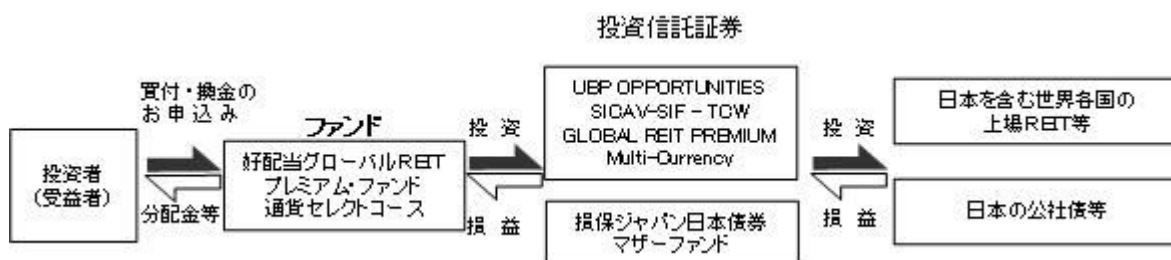 投資信託証券
買付・換金の
お申込み
投資者
(受益者)
分配金等
ファンド
好配当グローバルREIT
プレミアム・ファンド
通貨セレクトコース
投資
損益
UBP OPPORTUNITIES
SICAV-SIF - TCW
GLOBAL REIT PREMIUM
Multi-Currency
損保ジャパン日本債券
マザーファンド
投資
損益
日本を含む世界各国の
上場REIT等
日本の公社債等